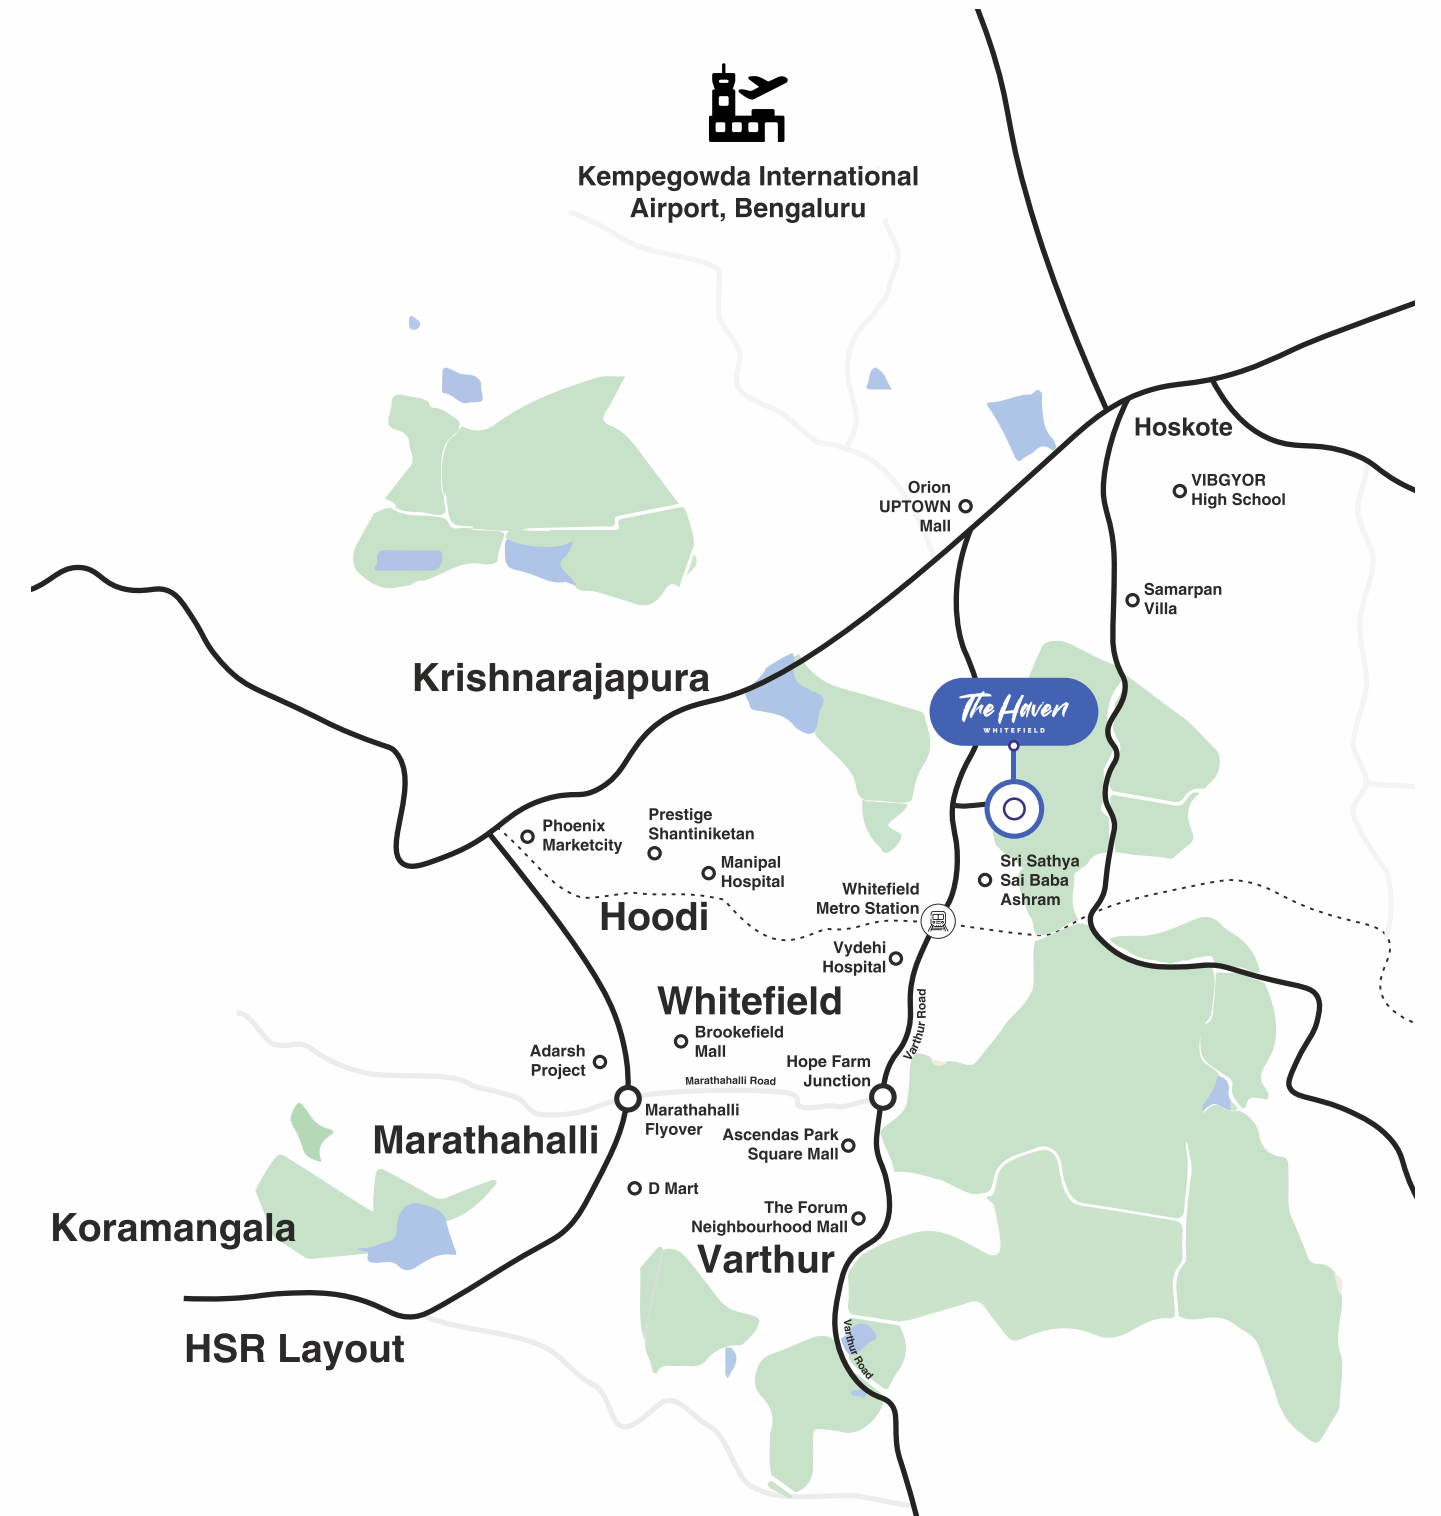 Kempegowda International
Airport, Bengaluru
Hoskote
VIBGYOR
High School
Orion
UPTOWN
Mall
Samarpan
Villa
Krishnarajapura
The Haven
WHITEFIELD
Phoenix
Marketcity
Prestige
Shantiniketan
Manipal
Hospital
Sri Sathya
Sai Baba
Ashram
Whitefield
Metro Station
Hoodi
Vydehi
Hospital
Whitefield
Varthur Road
Brookefield
Mall
Adarsh
Project
Hope Farm
Junction
Marathahalli Road
Marathahalli
Flyover
Marathahalli
Ascendas Park
Square Mall
D Mart
The Forum
Neighbourhood Mall
Koramangala
Varthur
Varthur Road
HSR Layout